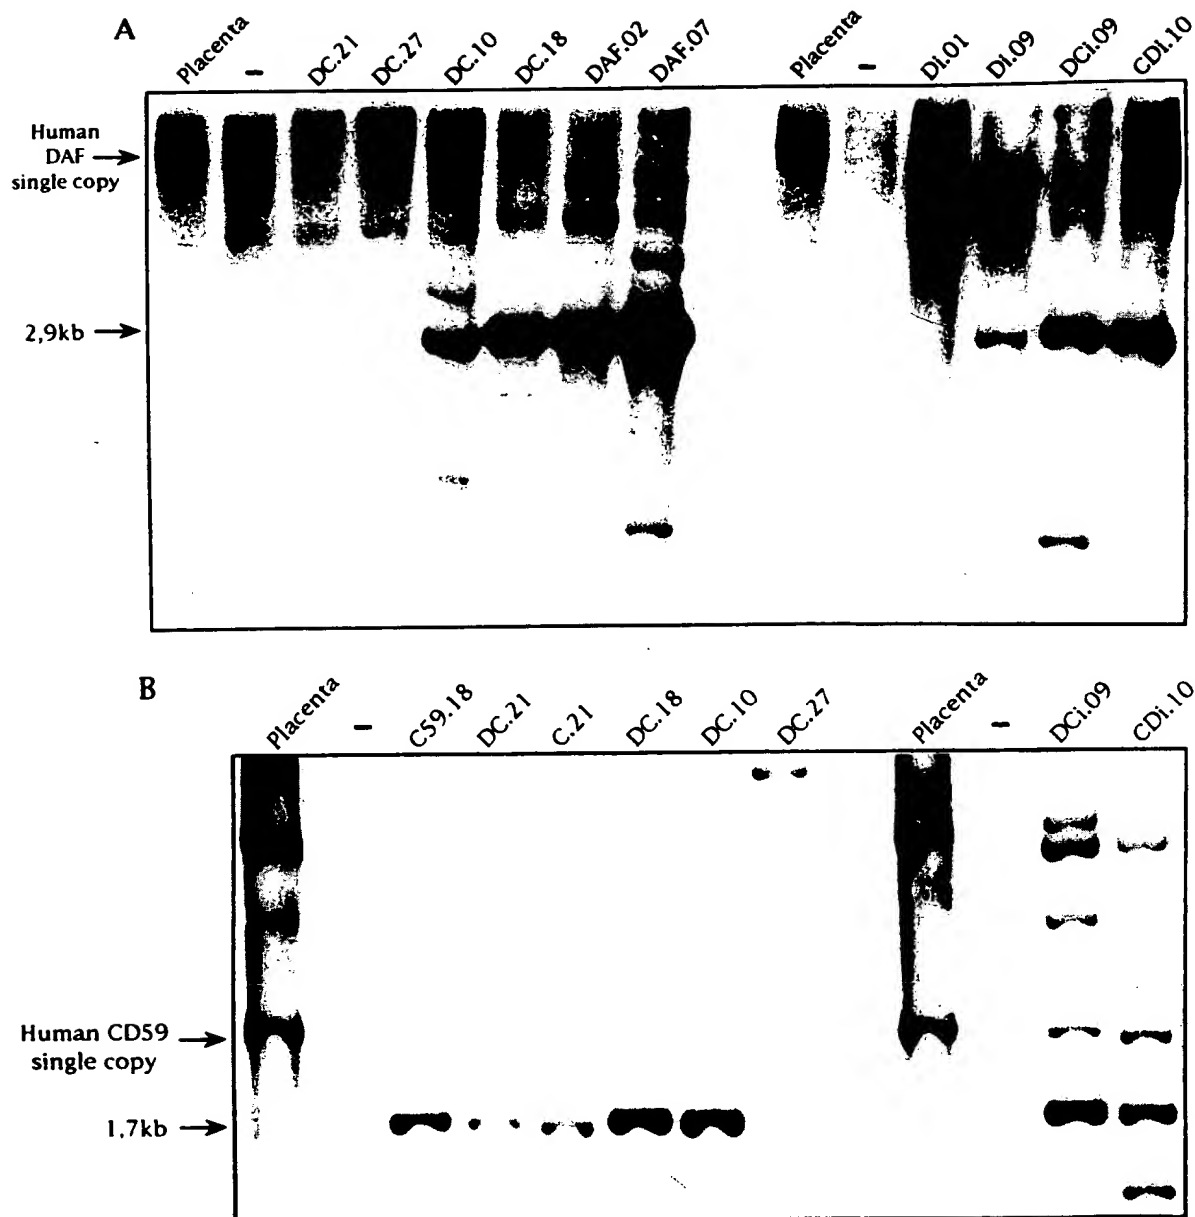 A
Placenta
–
DC.21
DC.27
DC.10
DC.18
DAF.02
DAF.07
Placenta
–
Di.01
Di.09
DCi.09
CDi.10
Human
DAF
single copy
2,9kb
B
Placenta
–
C59.18
DC.21
C.21
DC.18
DC.10
DC.27
Placenta
–
DCi.09
CDi.10
Human CD59
single copy
1,7kb